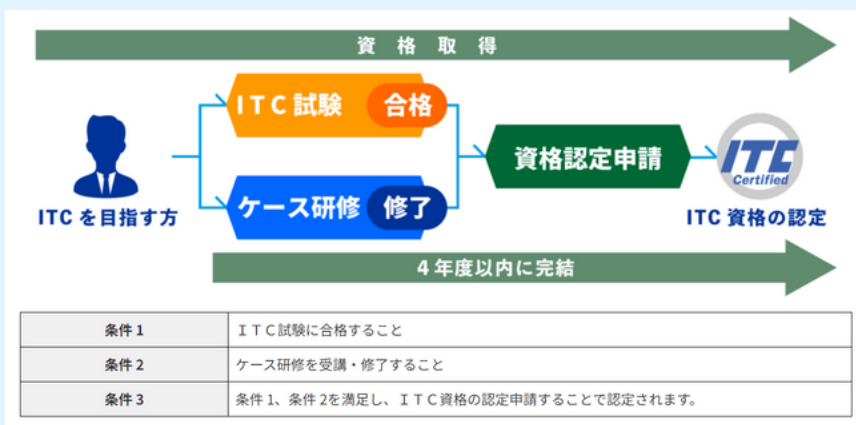 資格取得
ITC試験 合格
ケース研修 修了
資格認定申請
ITC
Certified
ITCを目指す方
ITC 資格の認定
4年度以内に完結
条件1 ITC試験に合格すること
条件2 ケース研修を受講・修了すること
条件3 条件1、条件2を満足し、ITC資格の認定申請することで認定されます。